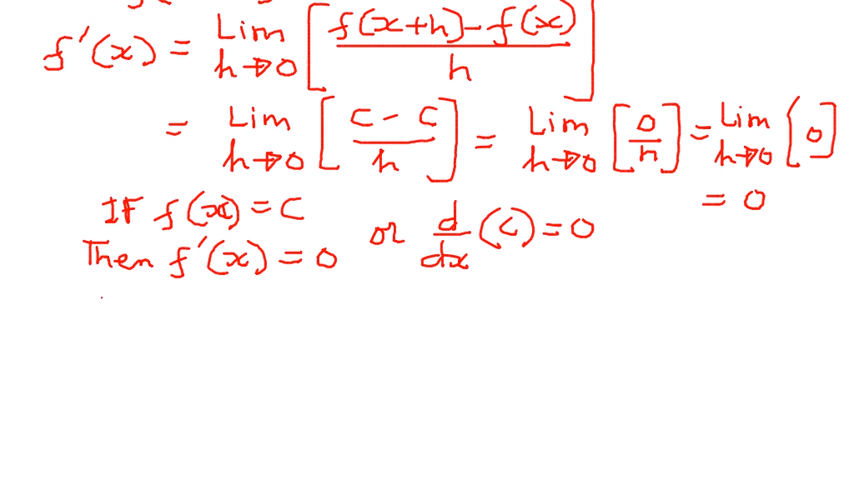 f'(x) = Lim h→0 [f(x+h)-f(x) / h]
= Lim h→0 [c - c / h] = Lim h→0 [0 / h] = Lim h→0 [0]
= 0
If f(x) = c
Then f'(x) = 0 or d/dx (c) = 0